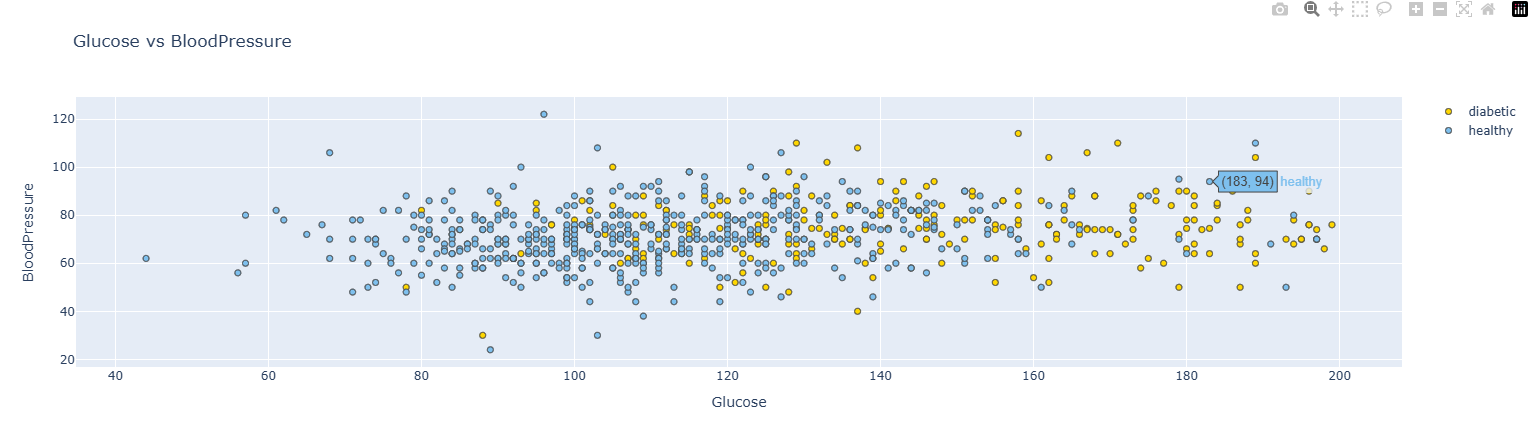 Glucose vs BloodPressure
diabetic
healthy
120
100
80
60
40
20
BloodPressure
(183, 94) healthy
40 60 80 100 120 140 160 180 200
Glucose